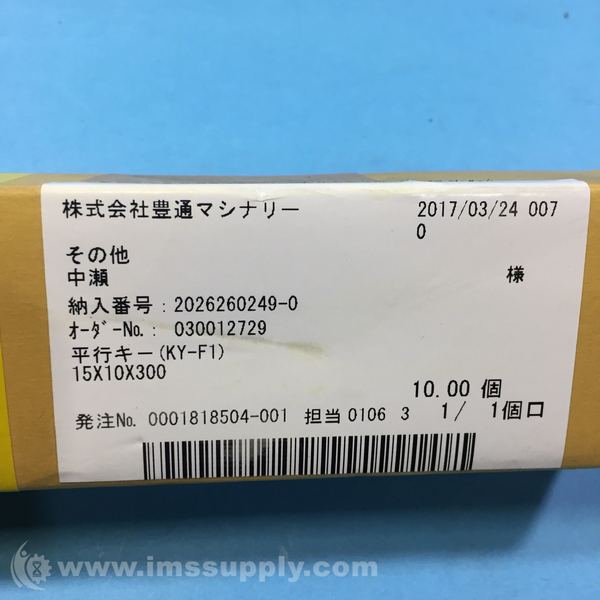 株式会社豊通マシナリー 2017/03/24 007
0
その他
中瀬 様
納入番号：2026260249-0
ｵｰﾀﾞｰNo.： 030012729
平行キー(KY-F1)
15X10X300
10.00 個
発注No. 0001818504-001 担当 0106 3 1/ 1個口
www.imssupply.com